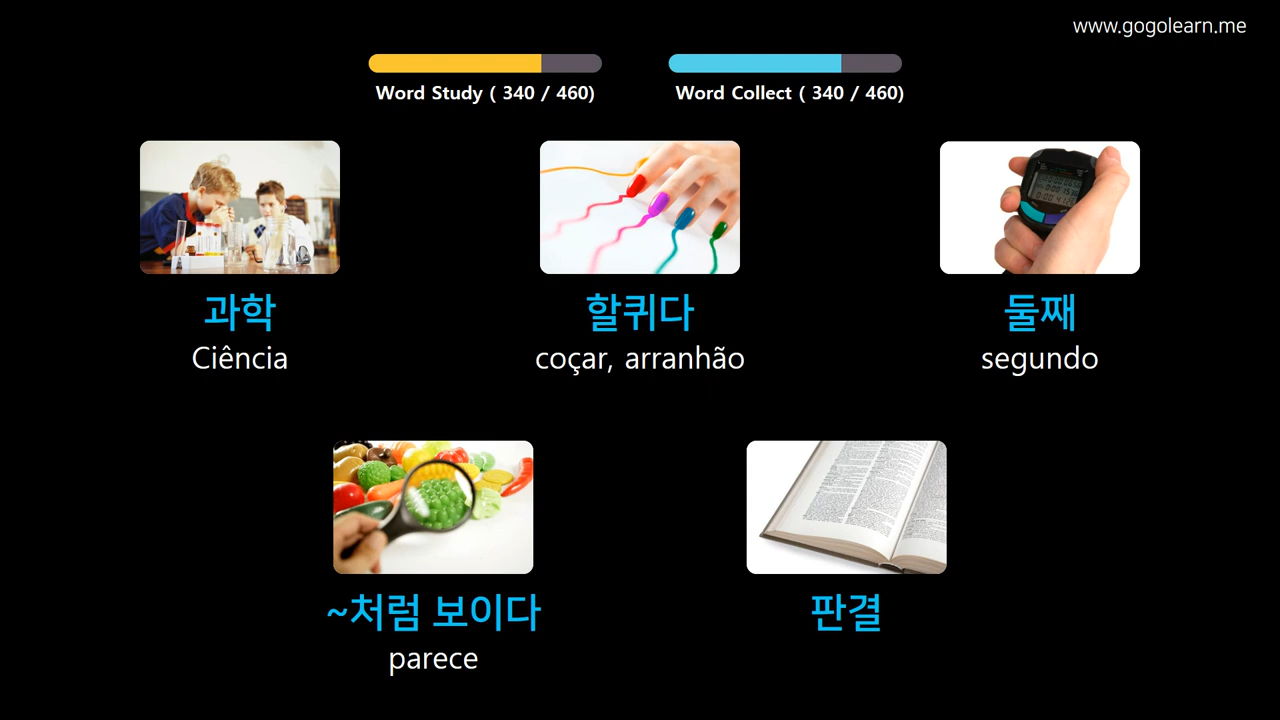 www.gogolearn.me
Word Study ( 340 / 460)
Word Collect ( 340 / 460)
과학
Ciência
할퀴다
coçar, arranhão
둘째
segundo
~처럼 보이다
parece
판결